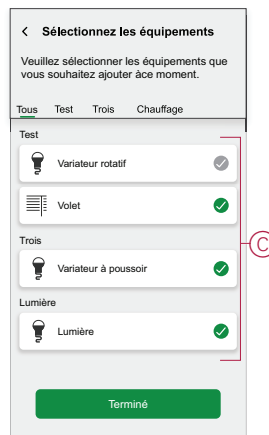 Sélectionnez les équipements
Veuillez sélectionner les équipements que
vous souhaitez ajouter àce moment.
Tous Test Trois Chauffage
Test
Variateur rotatif
Volet
Trois
Variateur à poussoir
Lumière
Lumière
Terminé
C